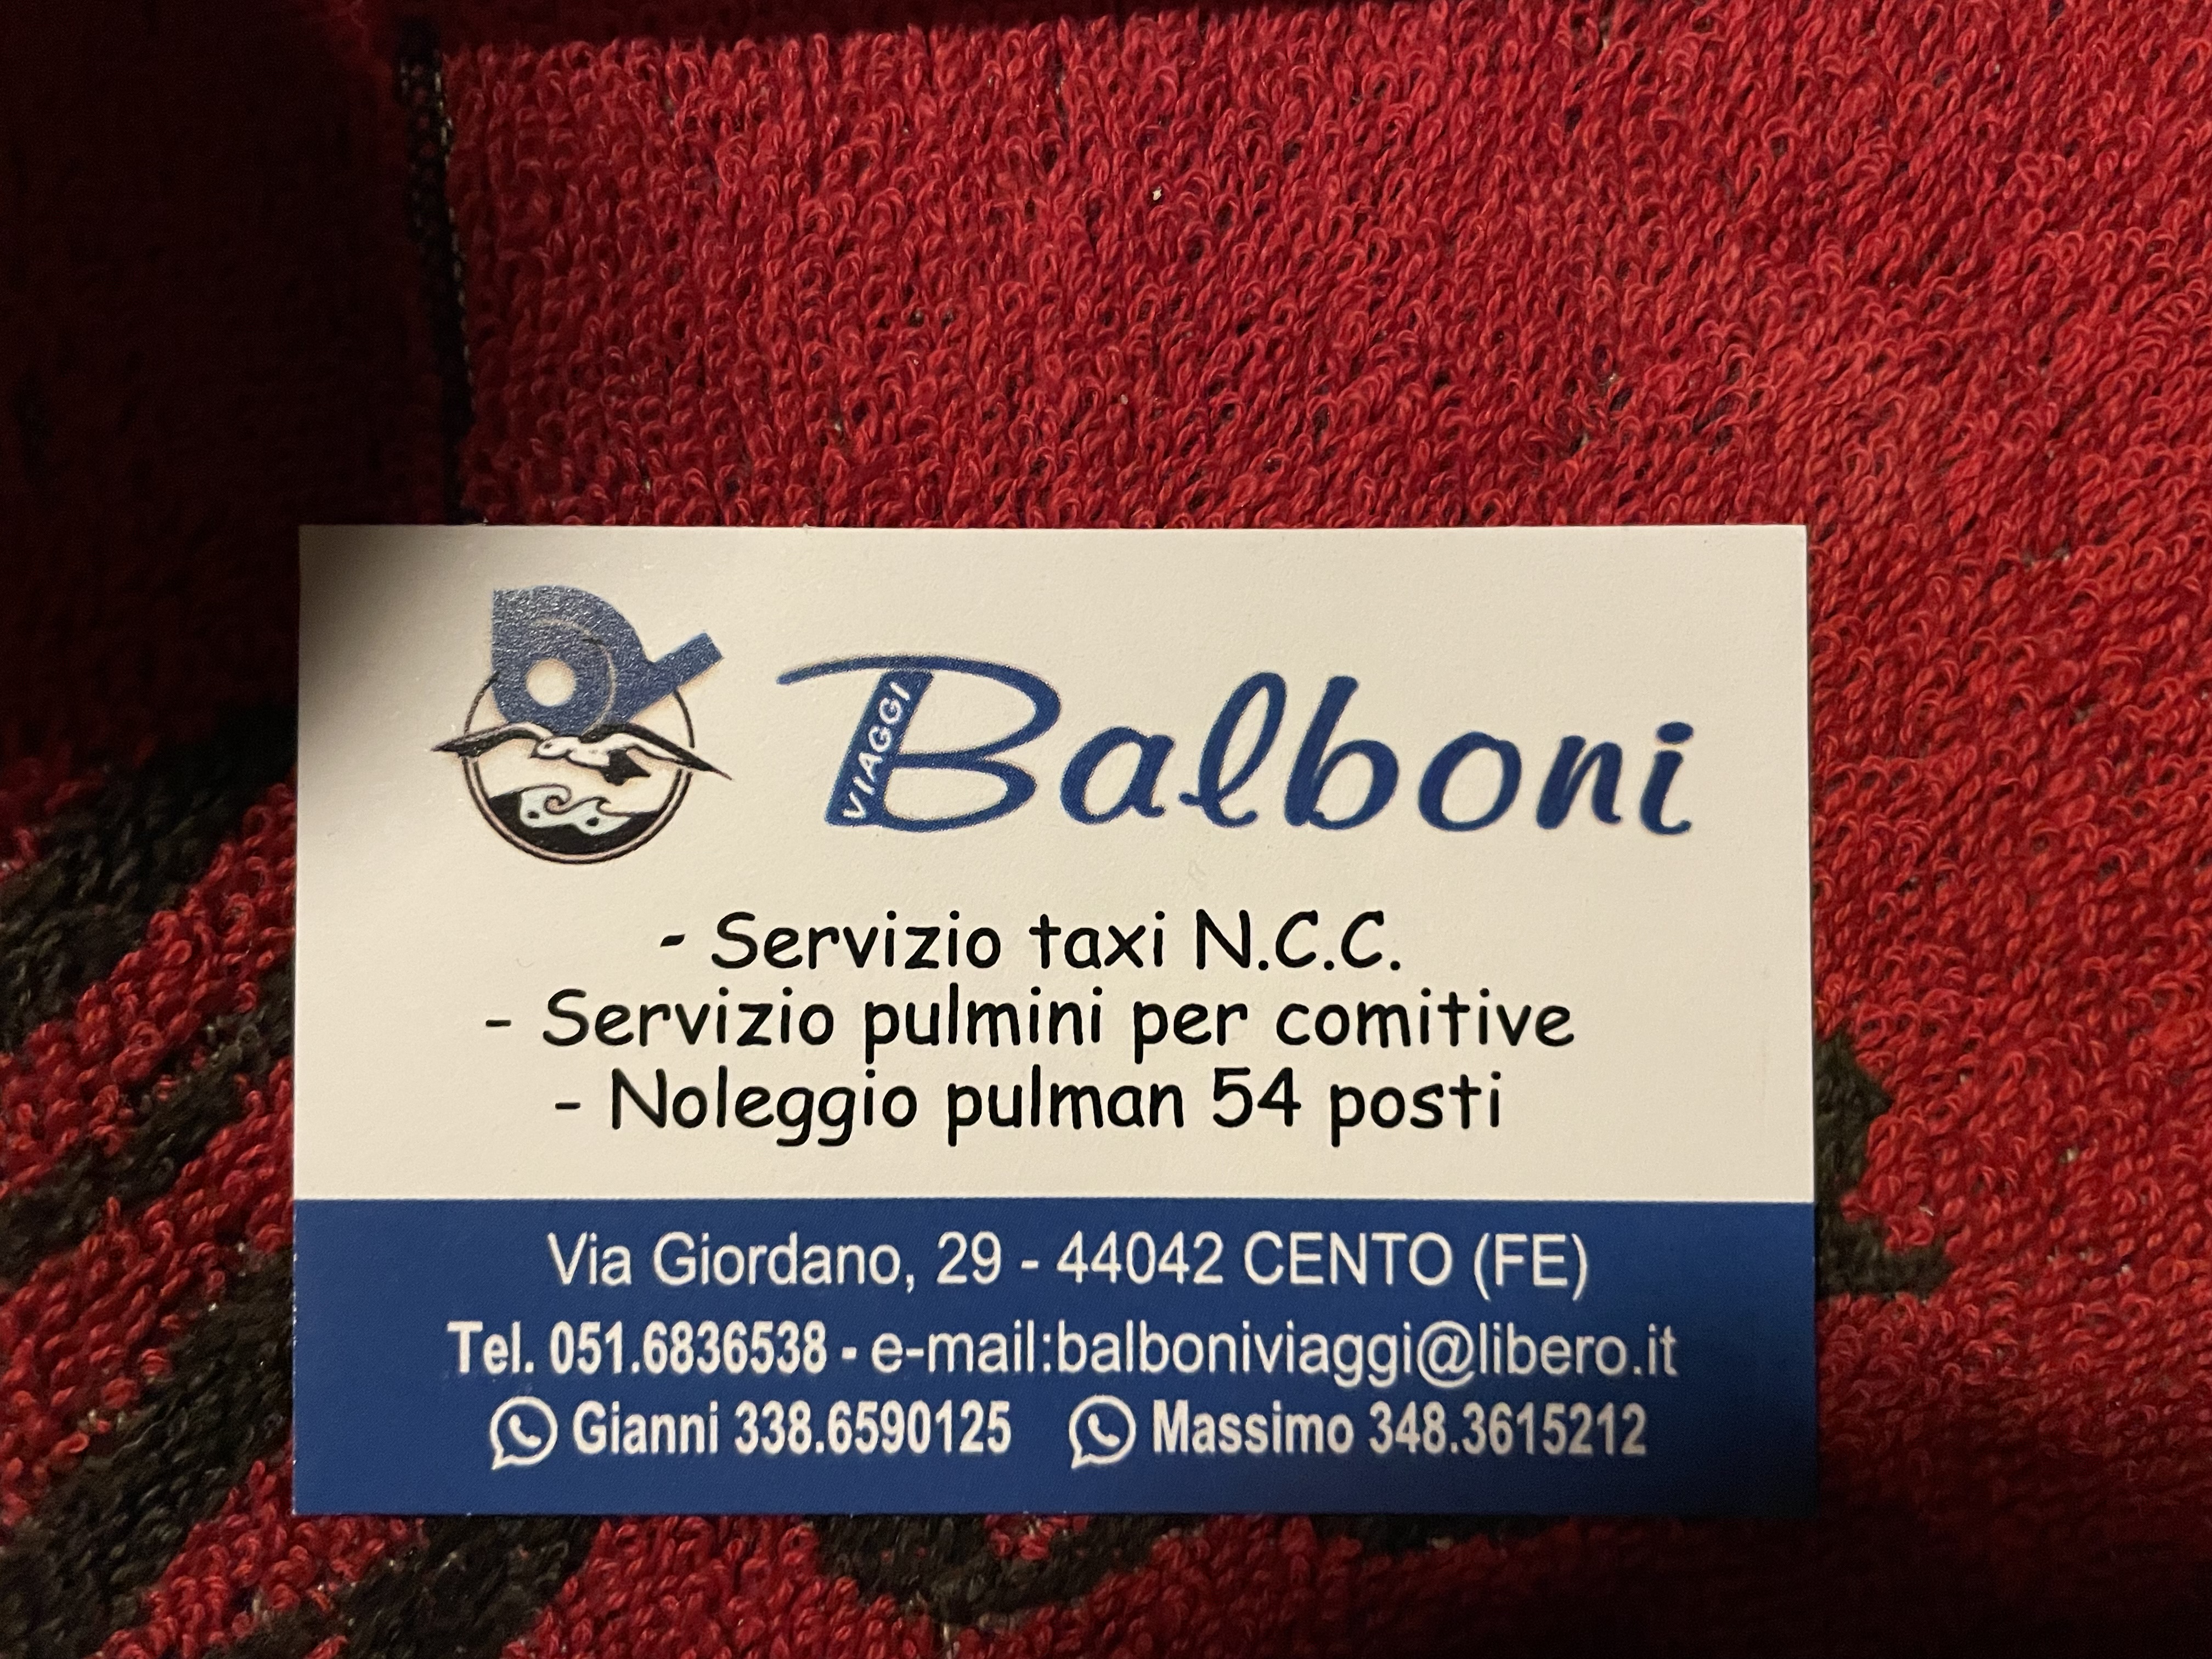 VIAGGI
Balboni
- Servizio taxi N.C.C.
- Servizio pulmini per comitive
- Noleggio pulman 54 posti
Via Giordano, 29 - 44042 CENTO (FE)
Tel. 051.6836538 - e-mail:balboniviaggi@libero.it
Gianni 338.6590125 Massimo 348.3615212